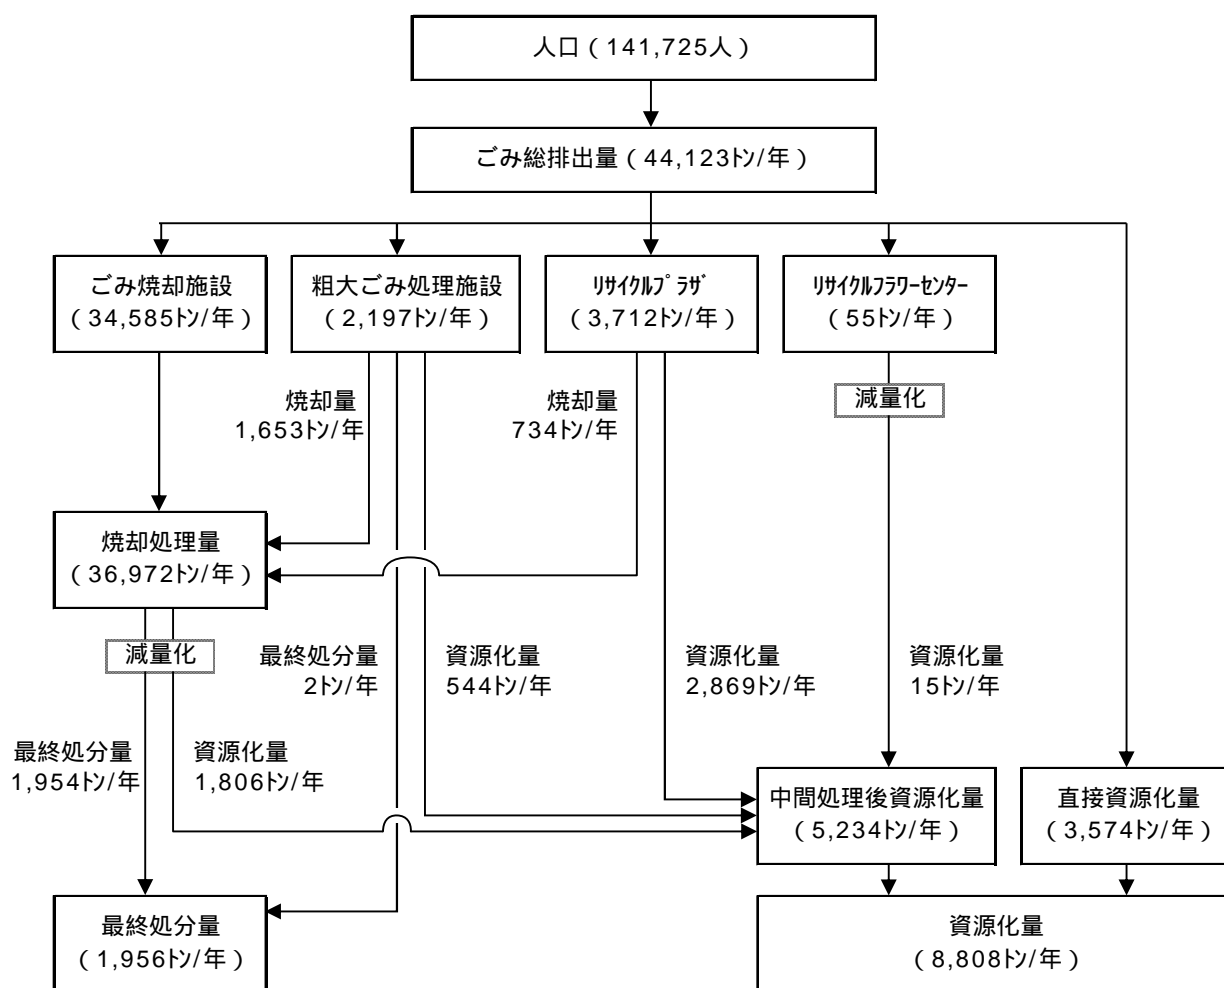 人口（141,725人）
ごみ総排出量（44,123ﾄﾝ/年）
ごみ焼却施設
（34,585ﾄﾝ/年）
粗大ごみ処理施設
（2,197ﾄﾝ/年）
ﾘｻｲｸﾙﾌﾟﾗｻﾞ
（3,712ﾄﾝ/年）
ﾘｻｲｸﾙﾌﾗﾜｰｾﾝﾀｰ
（55ﾄﾝ/年）
焼却量
1,653ﾄﾝ/年
焼却量
734ﾄﾝ/年
減量化
焼却処理量
（36,972ﾄﾝ/年）
減量化
最終処分量
2ﾄﾝ/年
資源化量
544ﾄﾝ/年
資源化量
2,869ﾄﾝ/年
資源化量
15ﾄﾝ/年
最終処分量
1,954ﾄﾝ/年
資源化量
1,806ﾄﾝ/年
中間処理後資源化量
（5,234ﾄﾝ/年）
直接資源化量
（3,574ﾄﾝ/年）
最終処分量
（1,956ﾄﾝ/年）
資源化量
（8,808ﾄﾝ/年）